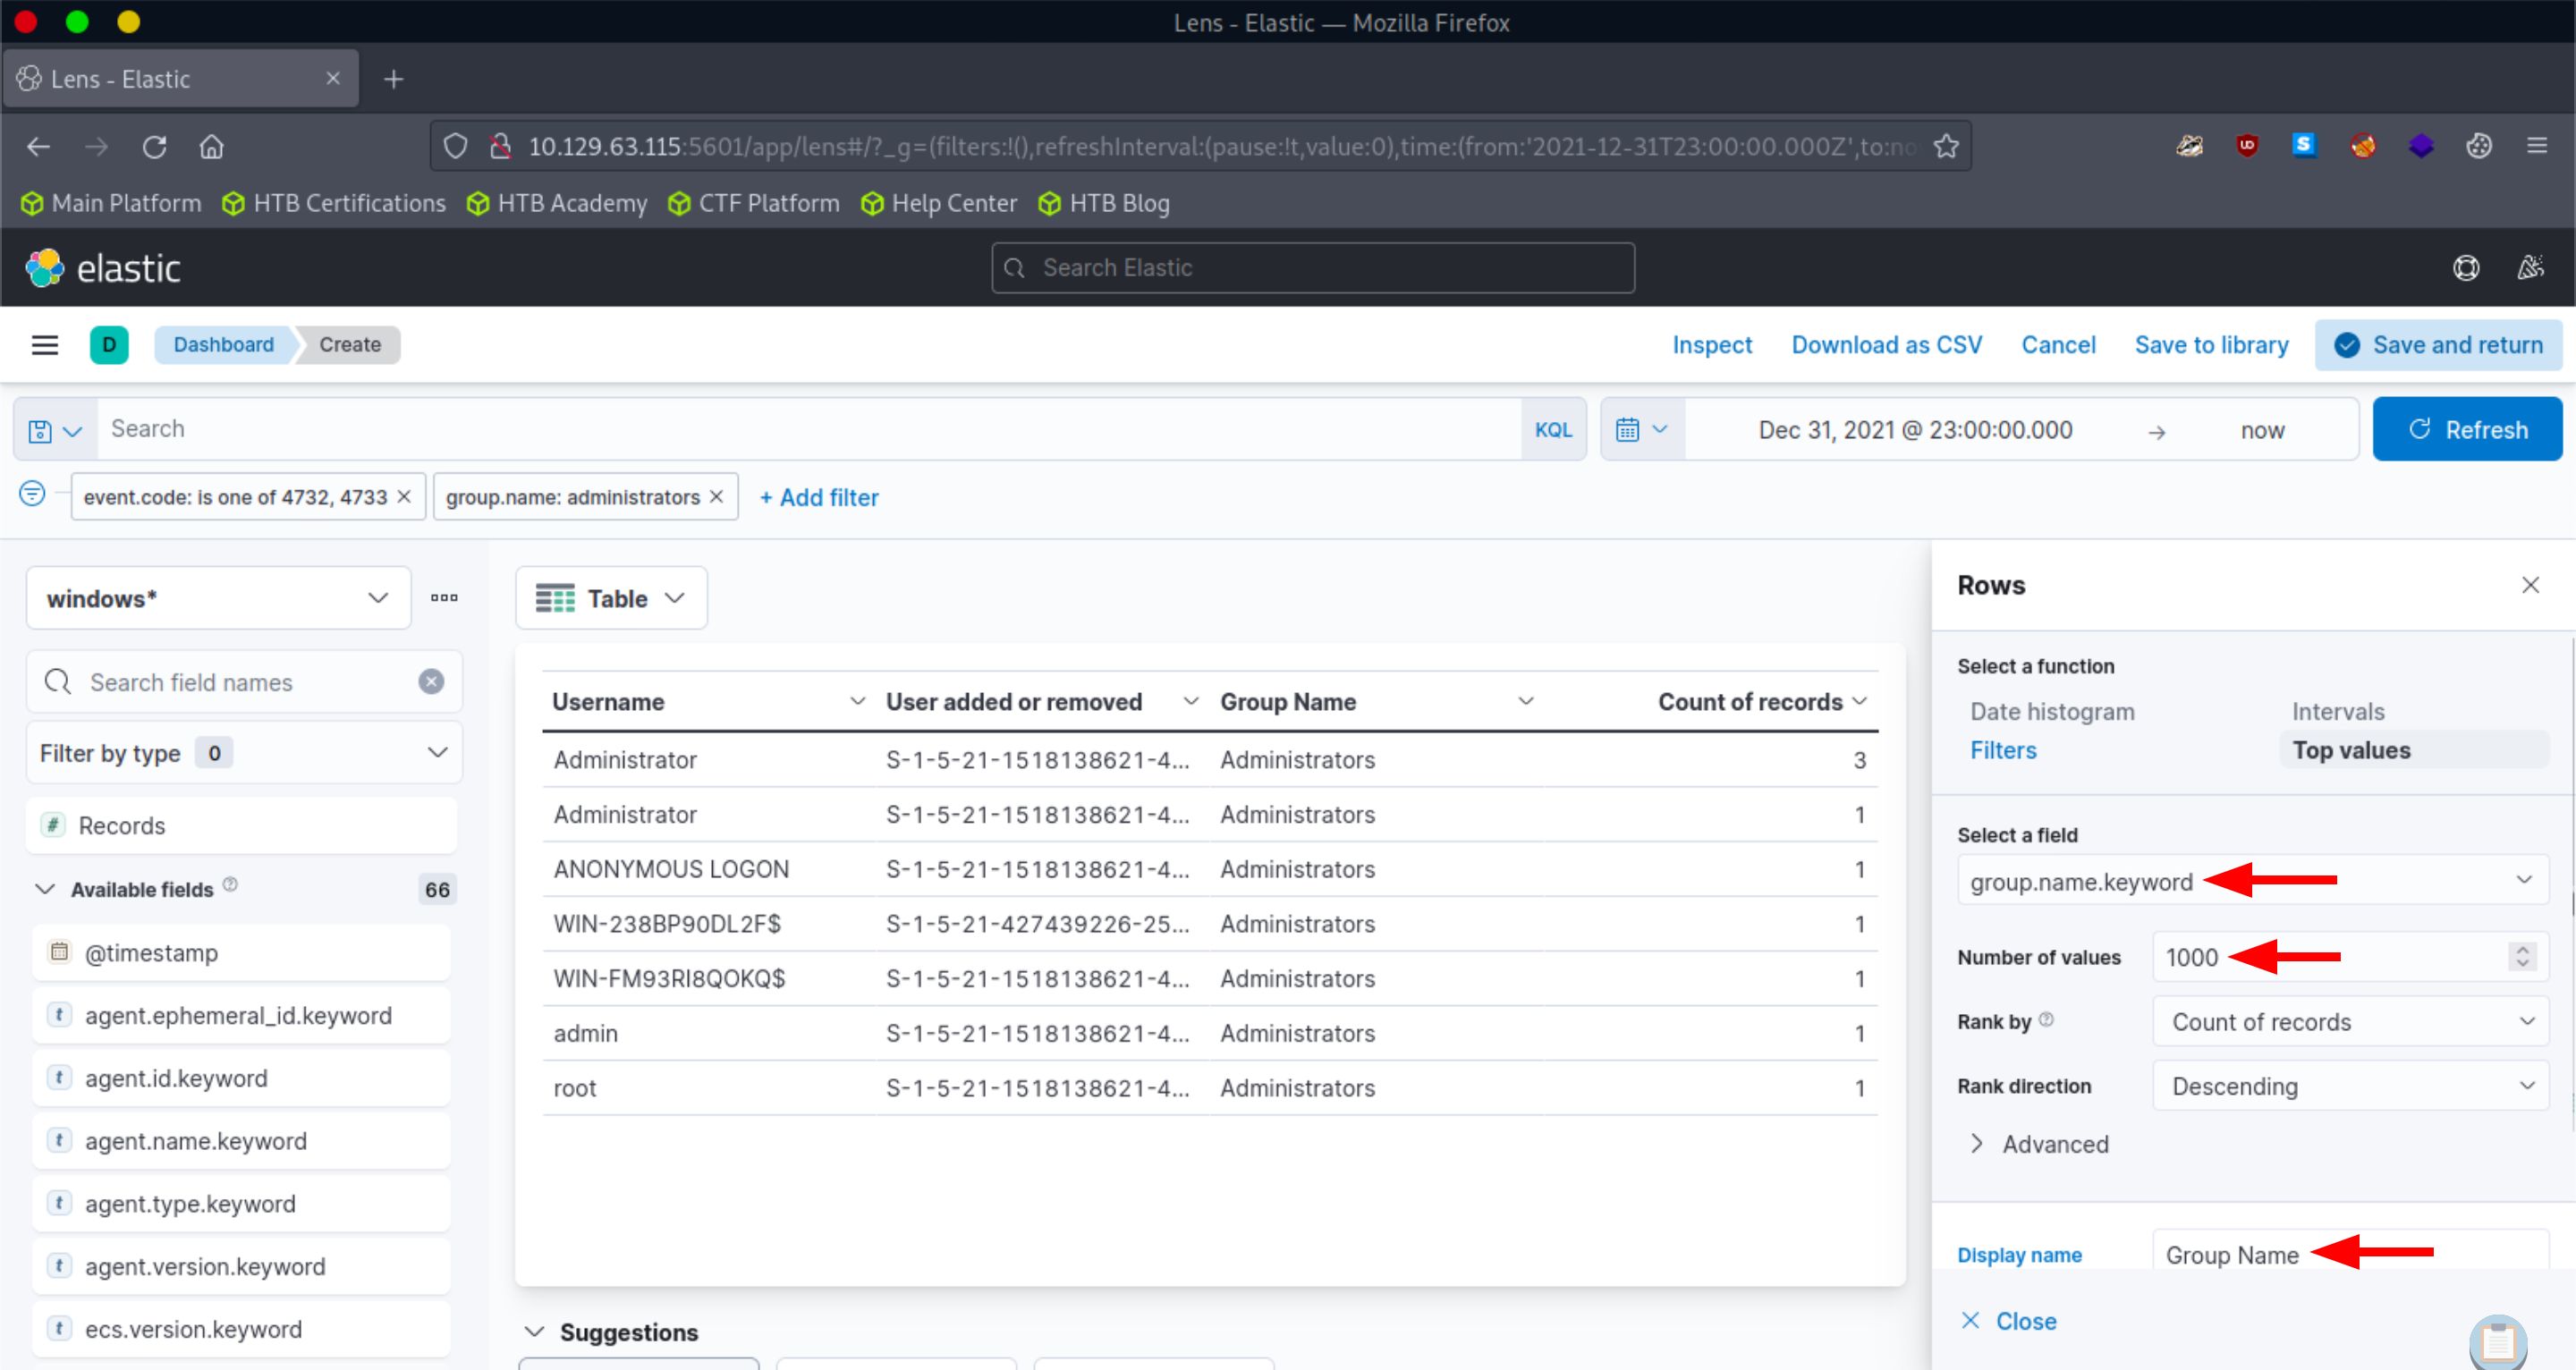 Lens - Elastic — Mozilla Firefox
Lens - Elastic
10.129.63.115:5601/app/lens#/?_g=(filters:!(),refreshInterval:(pause:!t,value:0),time:(from:'2021-12-31T23:00:00.000Z',to:no
Main Platform HTB Certifications HTB Academy CTF Platform Help Center HTB Blog
elastic
Search Elastic
D Dashboard Create Inspect Download as CSV Cancel Save to library Save and return
Search KQL Dec 31, 2021 @ 23:00:00.000 → now Refresh
event.code: is one of 4732, 4733 × group.name: administrators × + Add filter
windows*
Search field names
Filter by type 0
# Records
Available fields 66
@timestamp
t agent.ephemeral_id.keyword
t agent.id.keyword
t agent.name.keyword
t agent.type.keyword
t agent.version.keyword
t ecs.version.keyword
Table
Username User added or removed Group Name Count of records
Administrator S-1-5-21-1518138621-4... Administrators 3
Administrator S-1-5-21-1518138621-4... Administrators 1
ANONYMOUS LOGON S-1-5-21-1518138621-4... Administrators 1
WIN-238BP90DL2F$ S-1-5-21-427439226-25... Administrators 1
WIN-FM93RI8QOKQ$ S-1-5-21-1518138621-4... Administrators 1
admin S-1-5-21-1518138621-4... Administrators 1
root S-1-5-21-1518138621-4... Administrators 1
Suggestions
Rows
Select a function
Date histogram Intervals
Filters Top values
Select a field
group.name.keyword
Number of values 1000
Rank by Count of records
Rank direction Descending
Advanced
Display name Group Name
Close